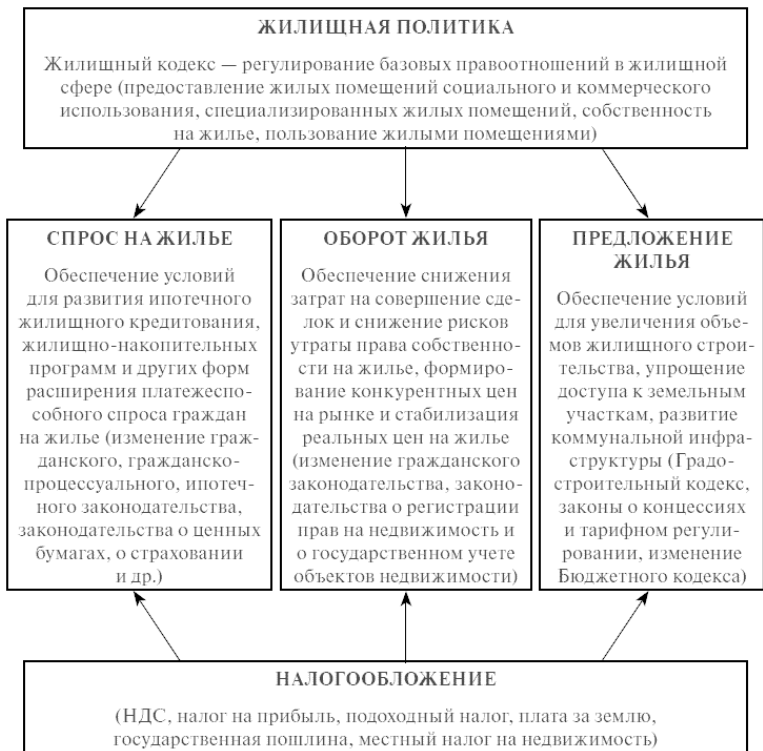 ЖИЛИЩНАЯ ПОЛИТИКА
Жилищный кодекс — регулирование базовых правоотношений в жилищной
сфере (предоставление жилых помещений социального и коммерческого
использования, специализированных жилых помещений, собственность
на жилье, пользование жилыми помещениями)
СПРОС НА ЖИЛЬЕ
Обеспечение условий
для развития ипотечного
жилищного кредитования,
жилищно-накопительных
программ и других форм
расширения платежеспо-
собного спроса граждан
на жилье (изменение граж-
данского, гражданско-
процессуального, ипотеч-
ного законодательства,
законодательства о ценных
бумагах, о страховании
и др.)
ОБОРОТ ЖИЛЬЯ
Обеспечение снижения
затрат на совершение сде-
лок и снижение рисков
утраты права собственно-
сти на жилье, формиро-
вание конкурентных цен
на рынке и стабилизация
реальных цен на жилье
(изменение гражданского
законодательства, законо-
дательства о регистрации
прав на недвижимость и
о государственном учете
объектов недвижимости)
ПРЕДЛОЖЕНИЕ
ЖИЛЬЯ
Обеспечение условий
для увеличения объе-
мов жилищного строи-
тельства, упрощение
доступа к земельным
участкам, развитие
коммунальной инфра-
структуры (Градо-
строительный кодекс,
законы о концессиях
и тарифном регули-
ровании, изменение
Бюджетного кодекса)
НАЛОГООБЛОЖЕНИЕ
(НДС, налог на прибыль, подоходный налог, плата за землю,
государственная пошлина, местный налог на недвижимость)